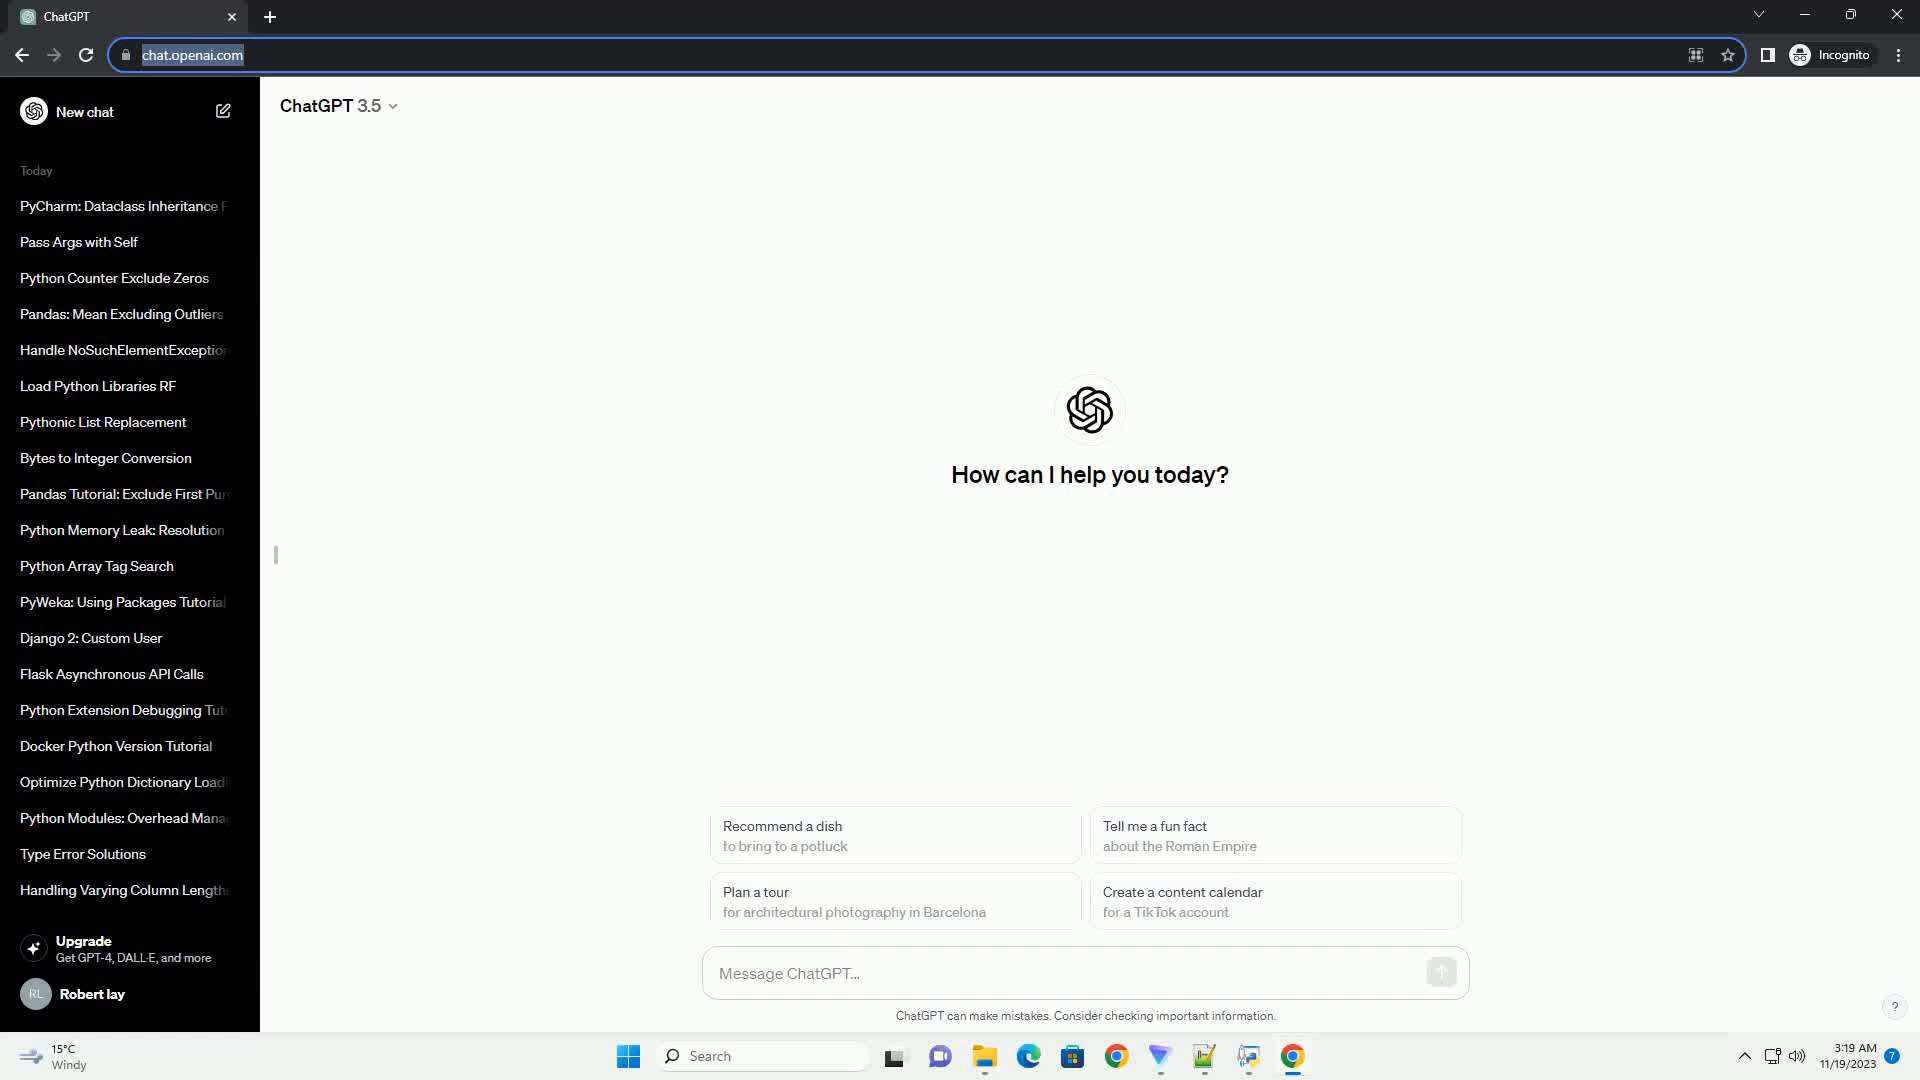 ChatGPT
chat.openai.com
Incognito
New chat
ChatGPT 3.5
Today
PyCharm: Dataclass Inheritance F
Pass Args with Self
Python Counter Exclude Zeros
Pandas: Mean Excluding Outliers
Handle NoSuchElementException
Load Python Libraries RF
Pythonic List Replacement
Bytes to Integer Conversion
Pandas Tutorial: Exclude First Pur
Python Memory Leak: Resolution
Python Array Tag Search
PyWeka: Using Packages Tutorial
Django 2: Custom User
Flask Asynchronous API Calls
Python Extension Debugging Tut
Docker Python Version Tutorial
Optimize Python Dictionary Loadi
Python Modules: Overhead Mana
Type Error Solutions
Handling Varying Column Lengths
Upgrade
Get GPT-4, DALL·E, and more
RL
Robert lay
How can I help you today?
Recommend a dish
to bring to a potluck
Tell me a fun fact
about the Roman Empire
Plan a tour
for architectural photography in Barcelona
Create a content calendar
for a TikTok account
Message ChatGPT...
ChatGPT can make mistakes. Consider checking important information.
?
15°C
Windy
Search
3:19 AM
11/19/2023
7